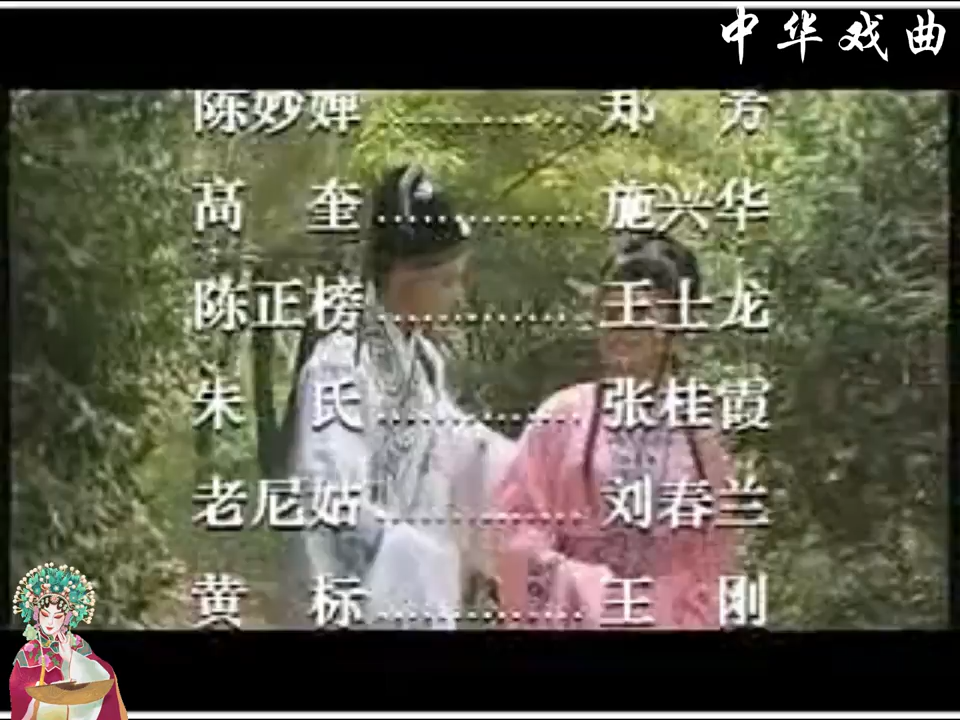 中华戏曲
陈妙婵............郑 芳
高 奎............施兴华
陈正榜............王士龙
朱 氏............张桂霞
老尼姑............刘春兰
黄 标............王 刚